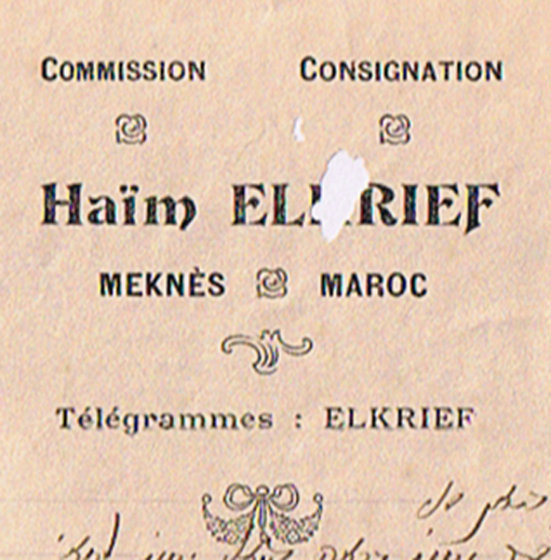 COMMISSION CONSIGNATION
Haïm ELKRIEF
MEKNÈS MAROC
Télégrammes : ELKRIEF